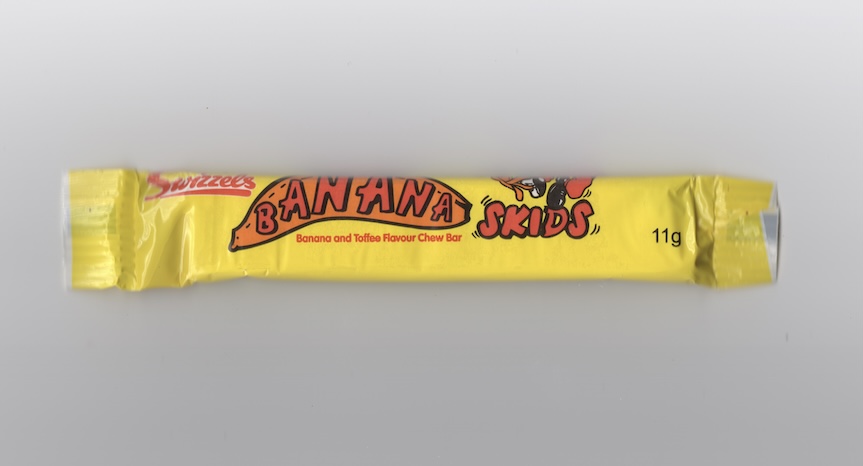 Swizzels
BANANA
SKIDS
Banana and Toffee Flavour Chew Bar
11g